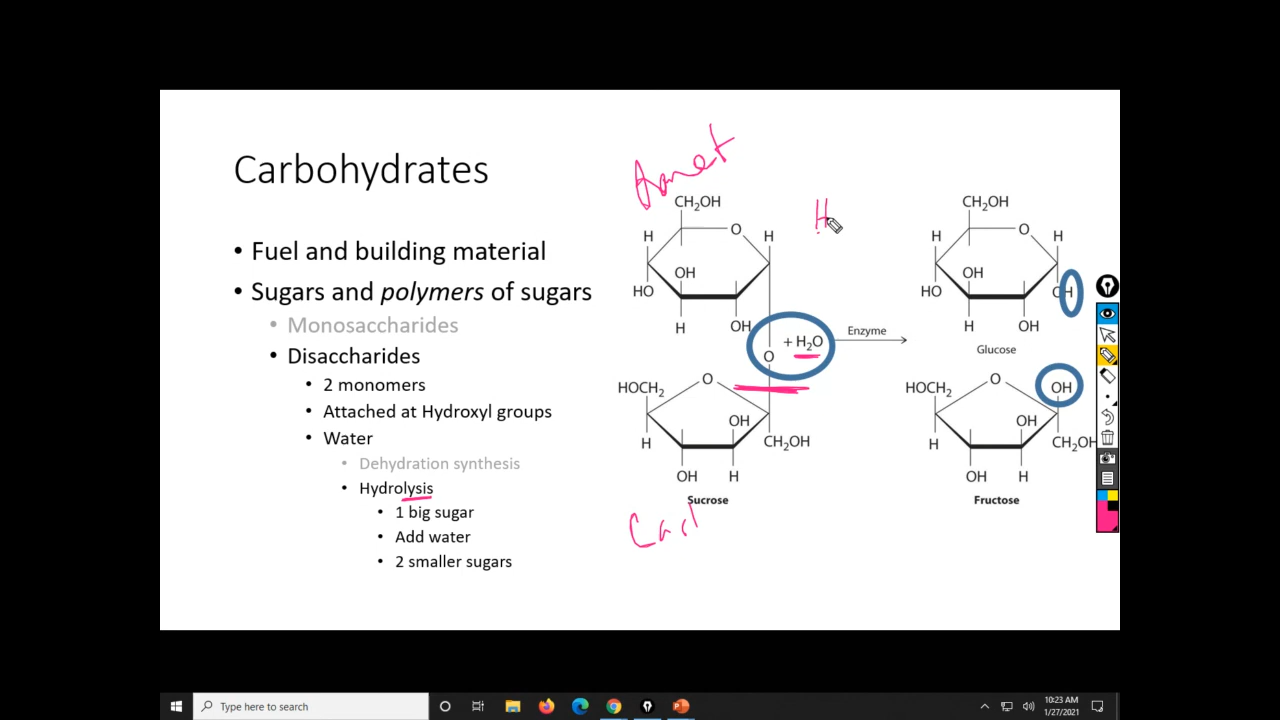 Carbohydrates
• Fuel and building material
• Sugars and polymers of sugars
• Monosaccharides
• Disaccharides
• 2 monomers
• Attached at Hydroxyl groups
• Water
• Dehydration synthesis
• Hydrolysis
• 1 big sugar
• Add water
• 2 smaller sugars
CH₂OH
O
H
H
OH
HO
H
OH
+ H₂O
O
HOCH₂
O
OH
H
CH₂OH
OH
H
Sucrose
H
Enzyme
CH₂OH
O
H
H
OH
HO
OH
H
OH
Glucose
HOCH₂
O
OH
OH
H
CH₂OH
OH
H
Fructose
Type here to search
10:23 AM
1/27/2021